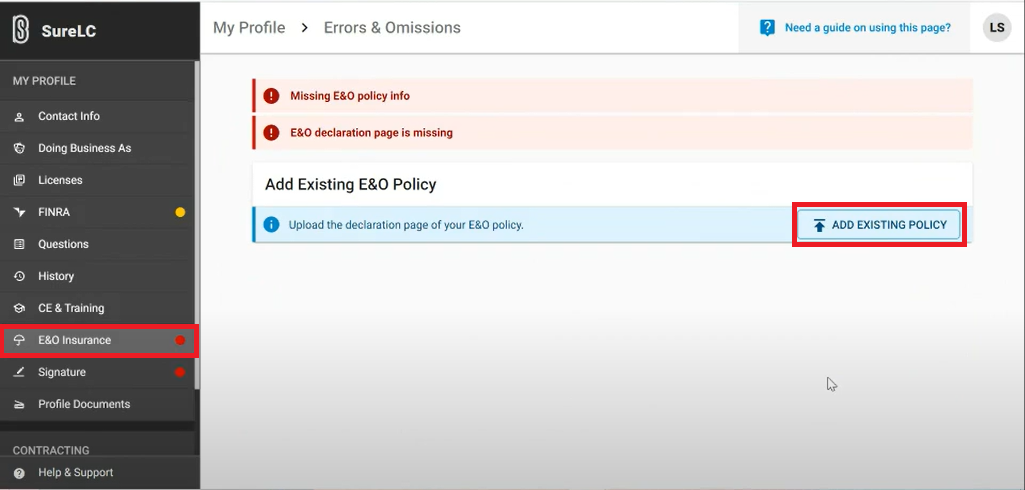 SureLC
My Profile > Errors & Omissions
Need a guide on using this page?
LS
MY PROFILE
Contact Info
Doing Business As
Licenses
FINRA
Questions
History
CE & Training
E&O Insurance
Signature
Profile Documents
CONTRACTING
Help & Support
Missing E&O policy info
E&O declaration page is missing
Add Existing E&O Policy
Upload the declaration page of your E&O policy.
ADD EXISTING POLICY